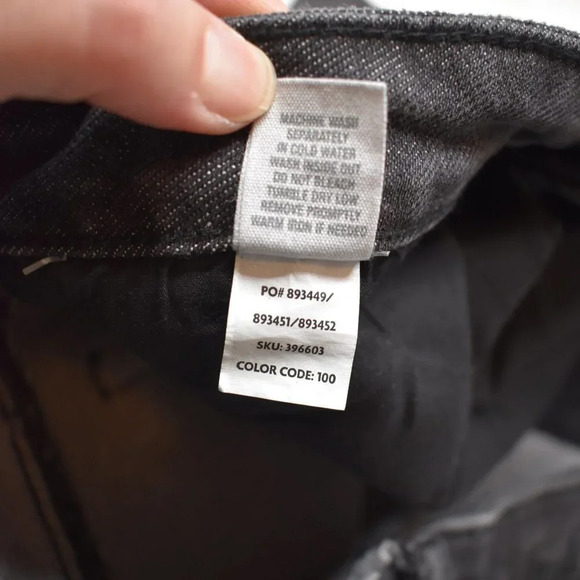 MACHINE WASH
SEPARATELY
IN COLD WATER
WASH INSIDE OUT
DO NOT BLEACH
TUMBLE DRY LOW
REMOVE PROMPTLY
WARM IRON IF NEEDED
PO# 893449/
893451/893452
SKU: 396603
COLOR CODE: 100